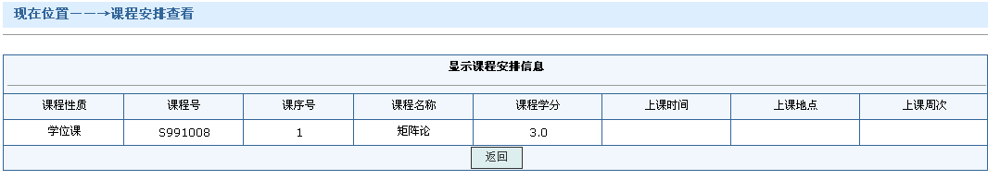 现在位置——→课程安排查看
显示课程安排信息
课程性质 课程号 课序号 课程名称 课程学分 上课时间 上课地点 上课周次
学位课 S991008 1 矩阵论 3.0
返回